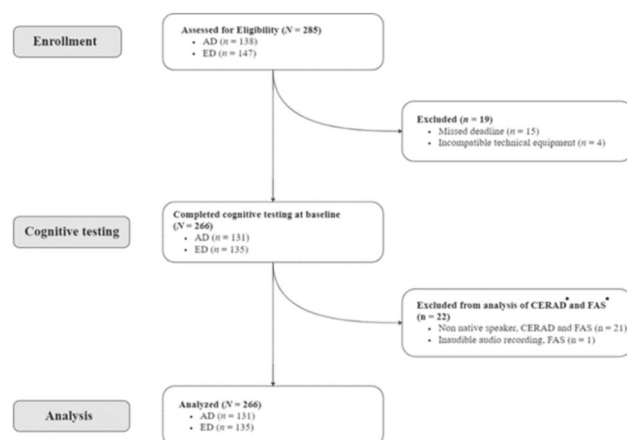 Enrollment
Assessed for Eligibility (N = 285)
• AD (n = 138)
• ED (n = 147)
Excluded (n = 19)
• Missed deadline (n = 15)
• Incompatible technical equipment (n = 4)
Cognitive testing
Completed cognitive testing at baseline
(N = 266)
• AD (n = 131)
• ED (n = 135)
Excluded from analysis of CERAD* and FAS*
(n = 22)
• Non native speaker, CERAD and FAS (n = 21)
• Inaudible audio recording, FAS (n = 1)
Analysis
Analyzed (N = 266)
• AD (n = 131)
• ED (n = 135)